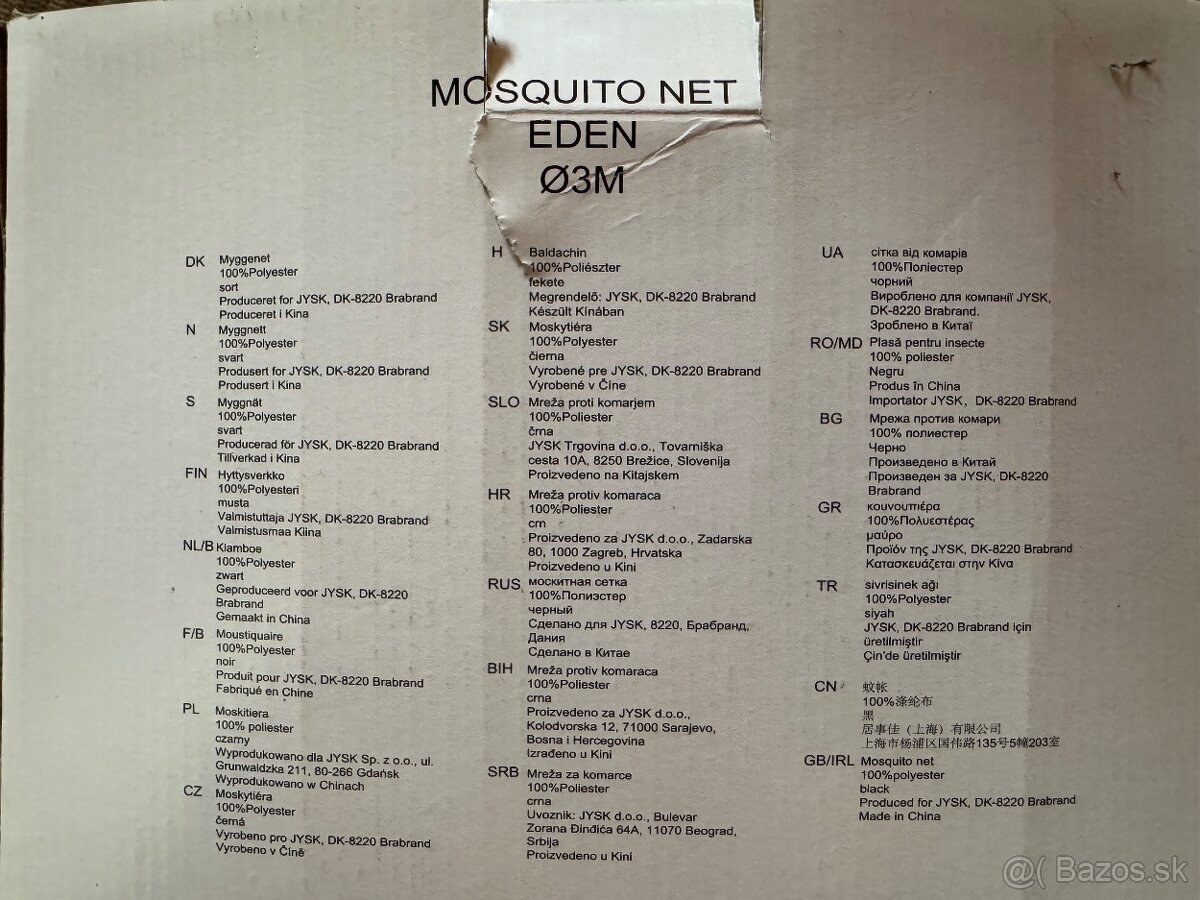 MOSQUITO NET
EDEN
Ø3M
DK Myggenet
100%Polyester
sort
Produceret for JYSK, DK-8220 Brabrand
Produceret i Kina
N Myggnett
100%Polyester
svart
Produsert for JYSK, DK-8220 Brabrand
Produsert i Kina
S Myggnät
100%Polyester
svart
Producerad för JYSK, DK-8220 Brabrand
Tillverkad i Kina
FIN Hyttysverkko
100%Polyesteri
musta
Valmistuttaja JYSK, DK-8220 Brabrand
Valmistusmaa Kiina
NL/B Klamboe
100%Polyester
zwart
Geproduceerd voor JYSK, DK-8220
Brabrand
Gemaakt in China
F/B Moustiquaire
100%Polyester
noir
Produit pour JYSK, DK-8220 Brabrand
Fabriqué en Chine
PL Moskitiera
100% poliester
czarny
Wyprodukowano dla JYSK Sp. z o.o., ul.
Grunwaldzka 211, 80-266 Gdańsk
Wyprodukowano w Chinach
CZ Moskytiéra
100%Polyester
černá
Vyrobeno pro JYSK, DK-8220 Brabrand
Vyrobeno v Číně
H Baldachin
100%Poliészter
fekete
Megrendelő: JYSK, DK-8220 Brabrand
Készült Kínában
SK Moskytiéra
100%Polyester
čierna
Vyrobené pre JYSK, DK-8220 Brabrand
Vyrobené v Číne
SLO Mreža proti komarjem
100%Poliester
črna
JYSK Trgovina d.o.o., Tovarniška
cesta 10A, 8250 Brežice, Slovenija
Proizvedeno na Kitajskem
HR Mreža protiv komaraca
100%Poliester
crn
Proizvedeno za JYSK d.o.o., Zadarska
80, 1000 Zagreb, Hrvatska
Proizvedeno u Kini
RUS москитная сетка
100%Полиэстер
черный
Сделано для JYSK, 8220, Брабранд,
Дания
Сделано в Китае
BIH Mreža protiv komaraca
100%Poliester
crna
Proizvedeno za JYSK d.o.o.,
Kolodvorska 12, 71000 Sarajevo,
Bosna i Hercegovina
Izrađeno u Kini
SRB Mreža za komarce
100%Poliester
crna
Uvoznik: JYSK d.o.o., Bulevar
Zorana Đinđića 64A, 11070 Beograd,
Srbija
Proizvedeno u Kini
UA сітка від комарів
100%Поліестер
чорний
Вироблено для компанії JYSK,
DK-8220 Brabrand.
Зроблено в Китаї
RO/MD Plasă pentru insecte
100% poliester
Negru
Produs în China
Importator JYSK, DK-8220 Brabrand
BG Мрежа против комари
100% полиестер
Черно
Произведено в Китай
Произведен за JYSK, DK-8220
Brabrand
GR κουνουπιέρα
100%Πολυεστέρας
μαύρο
Προϊόν της JYSK, DK-8220 Brabrand
Κατασκευάζεται στην Κίνα
TR sivrisinek ağı
100%Polyester
siyah
JYSK, DK-8220 Brabrand için
üretilmiştir
Çin'de üretilmiştir
CN 蚊帐
100%涤纶布
黑
居事佳（上海）有限公司
上海市杨浦区国伟路135号5幢203室
GB/IRL Mosquito net
100%polyester
black
Produced for JYSK, DK-8220 Brabrand
Made in China
@( Bazos.sk